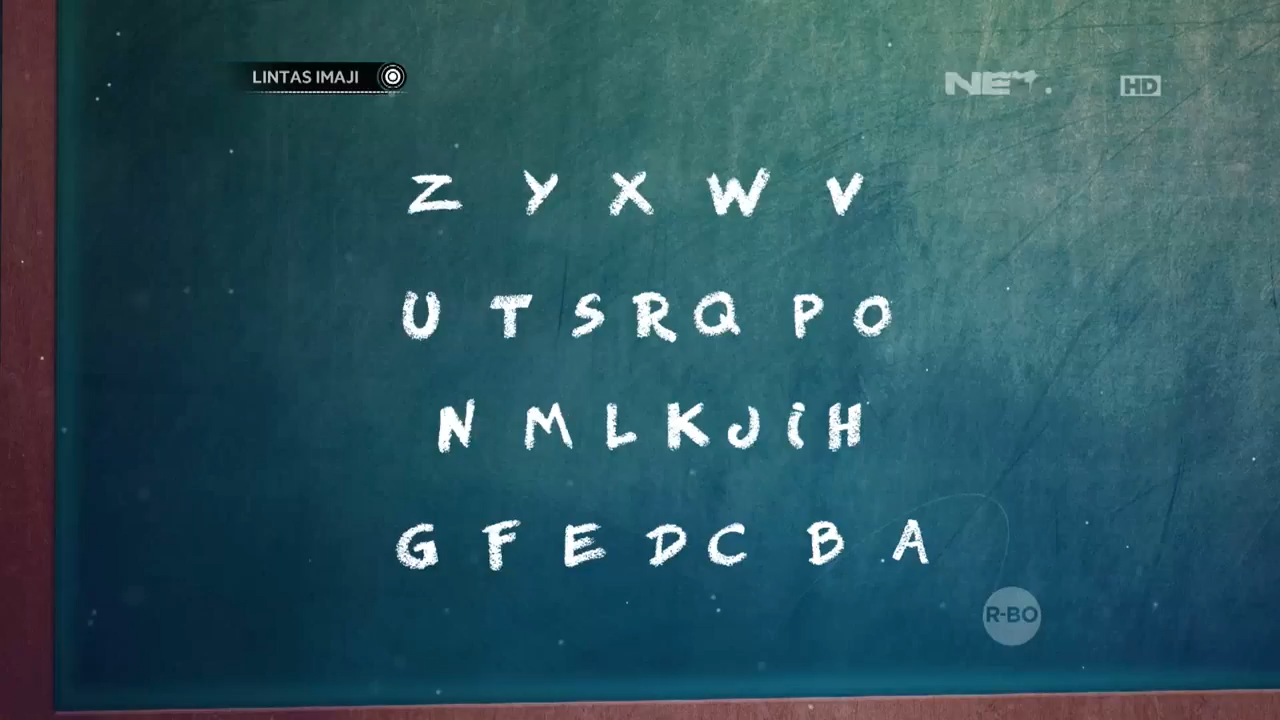 LINTAS IMAJI
NET.
HD
Z Y X W V
U T S R Q P O
N M L K J i H
G F E D C B A
R-BO